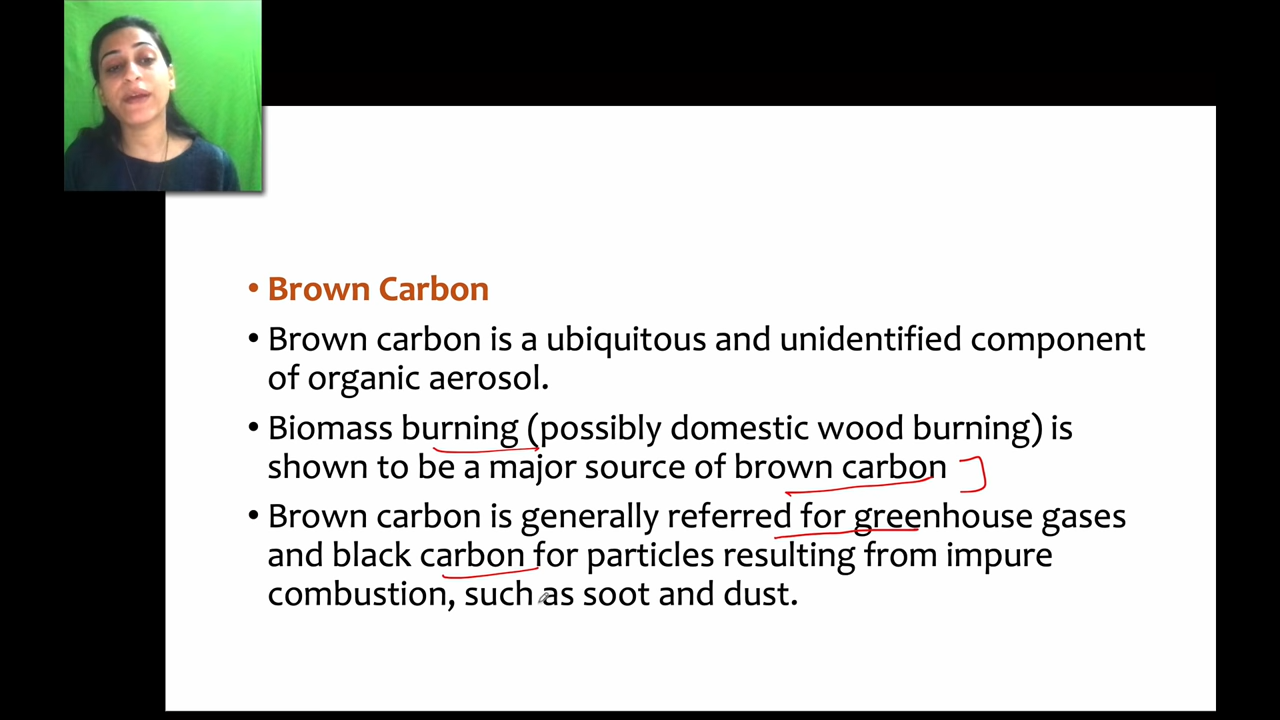 • Brown Carbon
• Brown carbon is a ubiquitous and unidentified component
of organic aerosol.
• Biomass burning (possibly domestic wood burning) is
shown to be a major source of brown carbon
• Brown carbon is generally referred for greenhouse gases
and black carbon for particles resulting from impure
combustion, such as soot and dust.